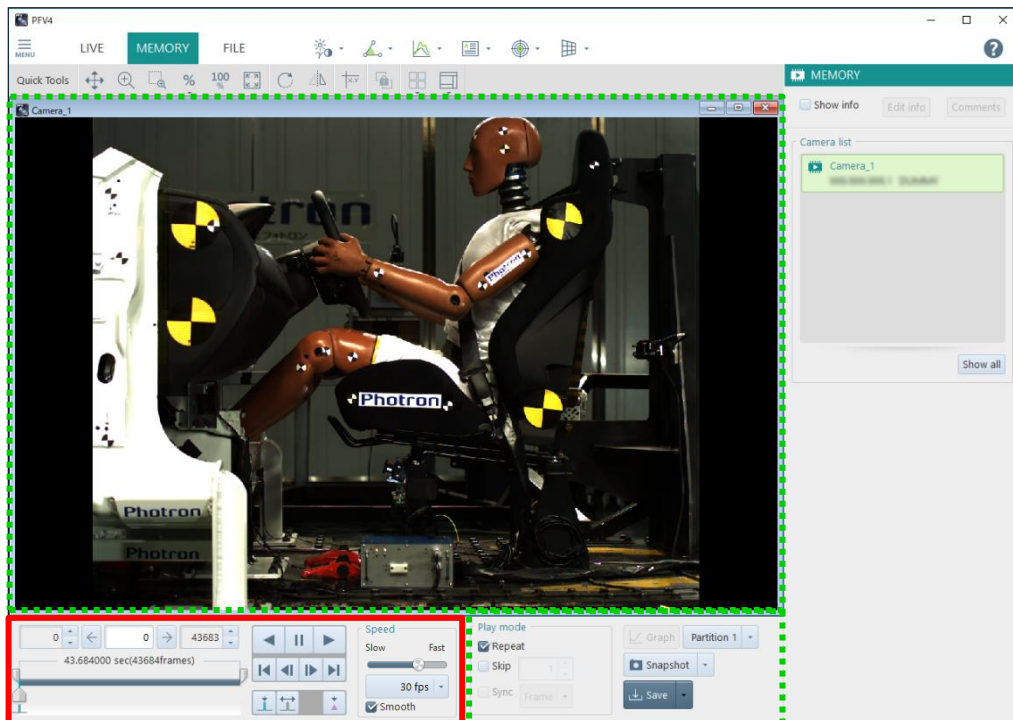 PFV4
MENU
LIVE
MEMORY
FILE
?
Quick Tools
%
100
%
X-Y
MEMORY
Camera_1
Show info
Edit info
Comments
Camera list
Camera_1
Show all
tron
フォトロン
Photron
Photron
Photron
Photron
0
0
43683
43.684000 sec(43684frames)
Speed
Slow Fast
30 fps
Smooth
Play mode
Repeat
Skip
1
Sync
Frame
Graph
Partition 1
Snapshot
Save